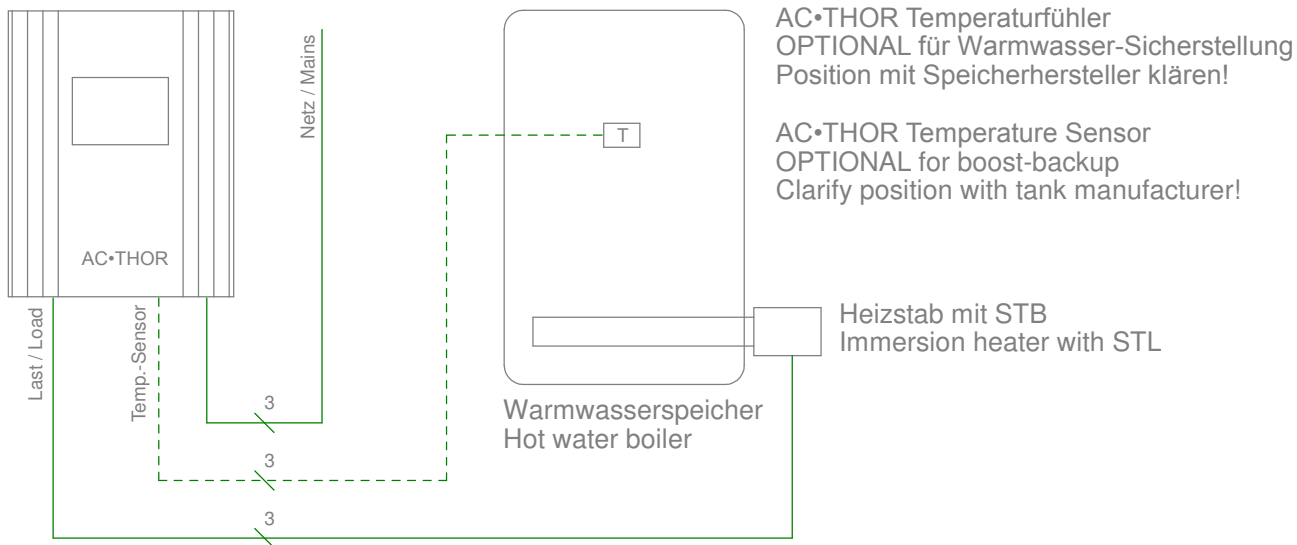 AC•THOR Temperaturfühler
OPTIONAL für Warmwasser-Sicherstellung
Position mit Speicherhersteller klären!
AC•THOR Temperature Sensor
OPTIONAL for boost-backup
Clarify position with tank manufacturer!
Netz / Mains
T
AC•THOR
Last / Load
Temp.-Sensor
Heizstab mit STB
Immersion heater with STL
Warmwasserspeicher
Hot water boiler
3
3
3